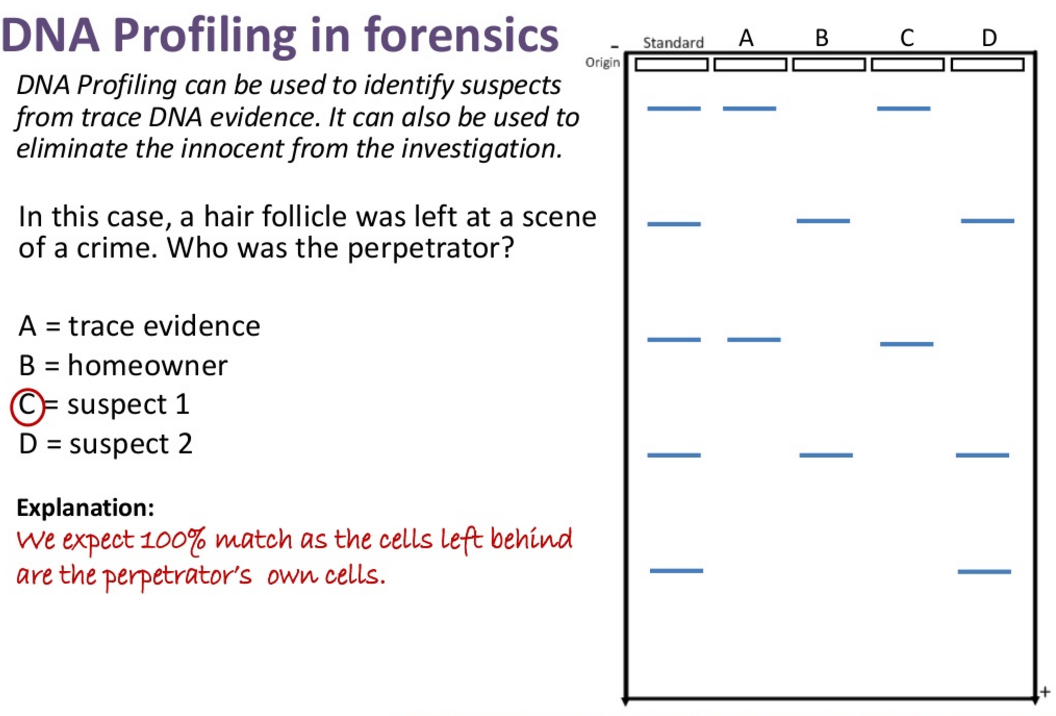 DNA Profiling in forensics
DNA Profiling can be used to identify suspects
from trace DNA evidence. It can also be used to
eliminate the innocent from the investigation.
In this case, a hair follicle was left at a scene
of a crime. Who was the perpetrator?
A = trace evidence
B = homeowner
C = suspect 1
D = suspect 2
Explanation:
We expect 100% match as the cells left behind
are the perpetrator's own cells.
– Standard A B C D
Origin
+